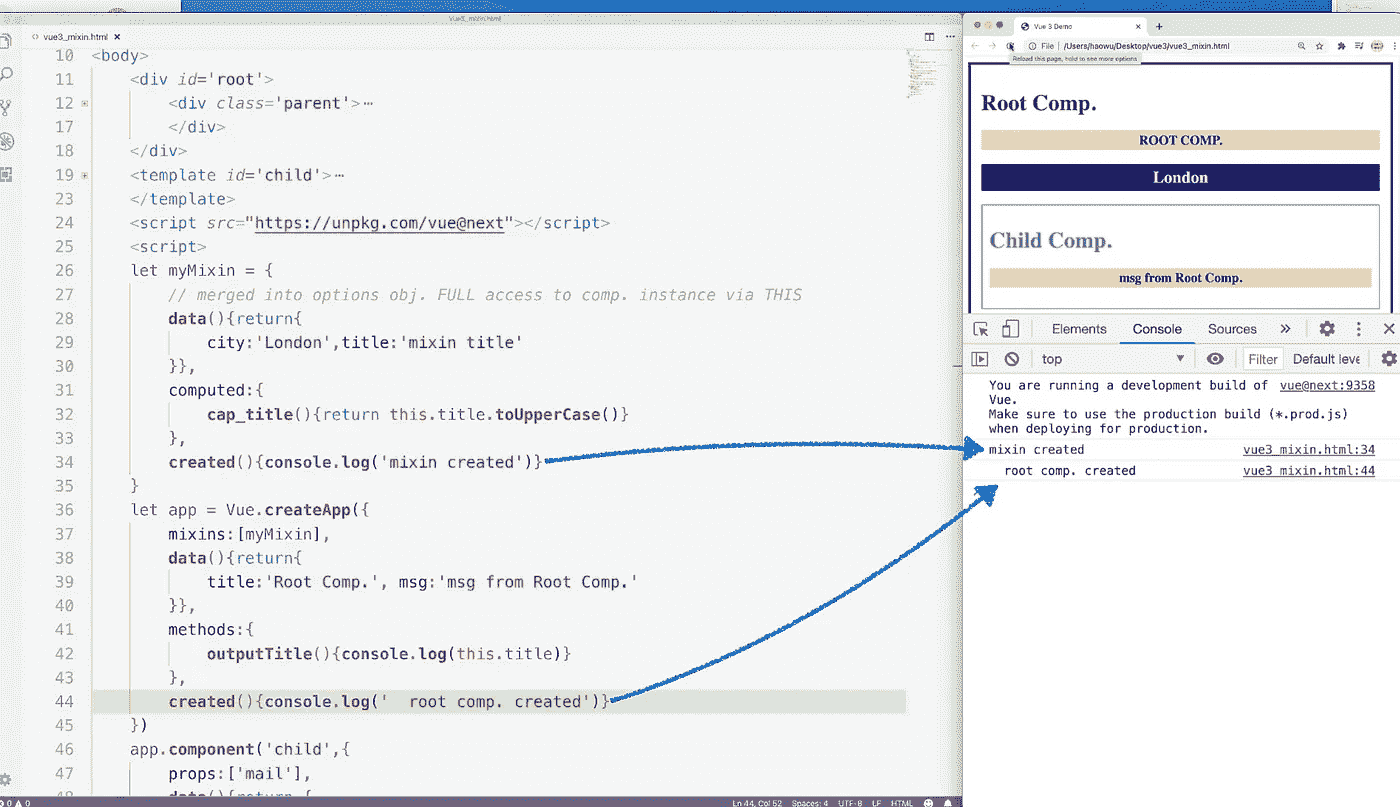 vue3_mixin.html
vue3_mixin.html ×
10 <body>
11 <div id='root'>
12 <div class='parent'>⋯
17 </div>
18 </div>
19 <template id='child'>⋯
23 </template>
24 <script src="https://unpkg.com/vue@next"></script>
25 <script>
26 let myMixin = {
27 // merged into options obj. FULL access to comp. instance via THIS
28 data(){return{
29 city:'London',title:'mixin title'
30 }},
31 computed:{
32 cap_title(){return this.title.toUpperCase()}
33 },
34 created(){console.log('mixin created')}
35 }
36 let app = Vue.createApp({
37 mixins:[myMixin],
38 data(){return{
39 title:'Root Comp.', msg:'msg from Root Comp.'
40 }},
41 methods:{
42 outputTitle(){console.log(this.title)}
43 },
44 created(){console.log('  root comp. created')}
45 })
46 app.component('child',{
47 props:['mail'],
48 data(){return {
0 0 Ln 44, Col 52 Spaces: 4 UTF-8 LF HTML
Vue 3 Demo × +
File | /Users/haowu/Desktop/vue3/vue3_mixin.html
Reload this page, hold to see more options
Root Comp.
ROOT COMP.
London
Child Comp.
msg from Root Comp.
Elements Console Sources »
top Filter Default leve
You are running a development build of vue@next:9358
Vue.
Make sure to use the production build (*.prod.js)
when deploying for production.
mixin created vue3_mixin.html:34
root comp. created vue3_mixin.html:44